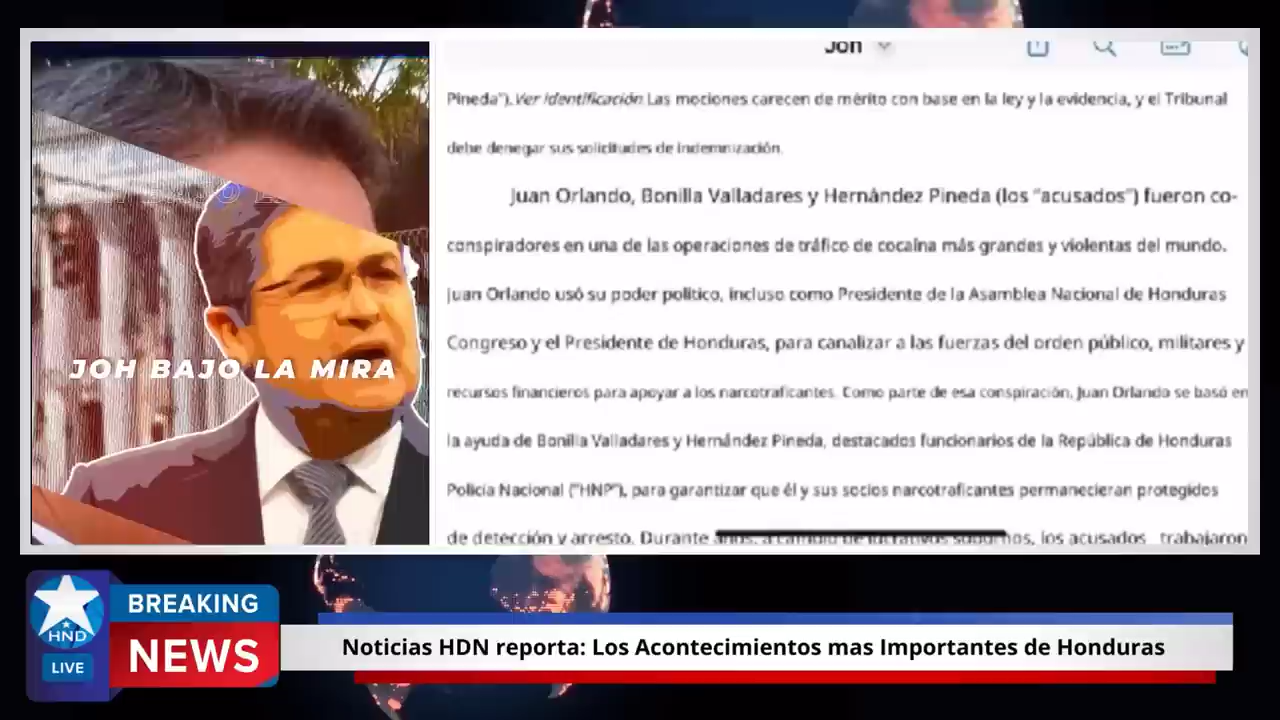 JOH BAJO LA MIRA
Joh
Pineda"). Ver identificación Las mociones carecen de mérito con base en la ley y la evidencia, y el Tribunal
debe denegar sus solicitudes de indemnización.
Juan Orlando, Bonilla Valladares y Hernández Pineda (los "acusados") fueron co-
conspiradores en una de las operaciones de tráfico de cocaína más grandes y violentas del mundo.
Juan Orlando usó su poder político, incluso como Presidente de la Asamblea Nacional de Honduras
Congreso y el Presidente de Honduras, para canalizar a las fuerzas del orden público, militares y
recursos financieros para apoyar a los narcotraficantes. Como parte de esa conspiración, Juan Orlando se basó en
la ayuda de Bonilla Valladares y Hernández Pineda, destacados funcionarios de la República de Honduras
Policía Nacional ("HNP"), para garantizar que él y sus socios narcotraficantes permanecieran protegidos
de detección y arresto. Durante años, a cambio de lucrativos sobornos, los acusados trabajaron
HND
LIVE
BREAKING
NEWS
Noticias HDN reporta: Los Acontecimientos mas Importantes de Honduras